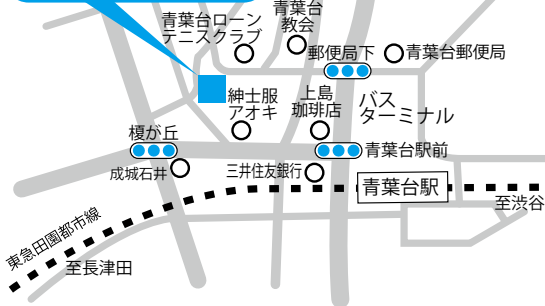 青葉台ローン
テニスクラブ
青葉台
教会
郵便局下
青葉台郵便局
紳士服
アオキ
上島
珈琲店
バス
ターミナル
榎が丘
青葉台駅前
成城石井
三井住友銀行
青葉台駅
至渋谷
東急田園都市線
至長津田